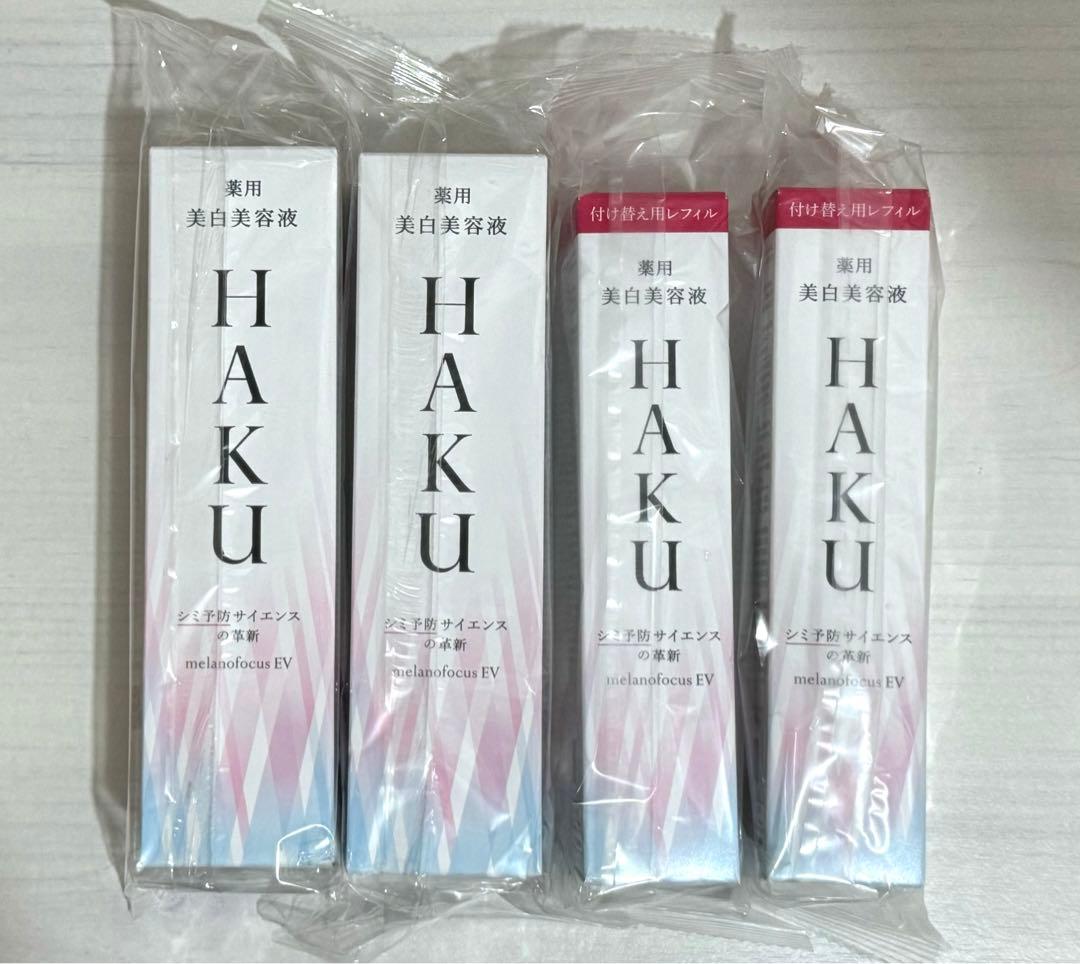 薬用
美白美容液
HAKU
シミ予防サイエンス
の革新
melanofocus EV
薬用
美白美容液
HAKU
シミ予防サイエンス
の革新
melanofocus EV
付け替え用レフィル
薬用
美白美容液
HAKU
シミ予防サイエンス
の革新
melanofocus EV
付け替え用レフィル
薬用
美白美容液
HAKU
シミ予防サイエンス
の革新
melanofocus EV